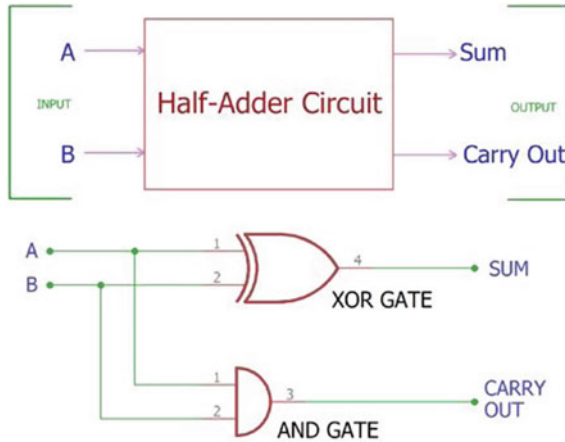 A
Sum
INPUT
Half-Adder Circuit
OUTPUT
B
Carry Out
A
1
4
SUM
B
2
XOR GATE
1
3
CARRY
OUT
2
AND GATE